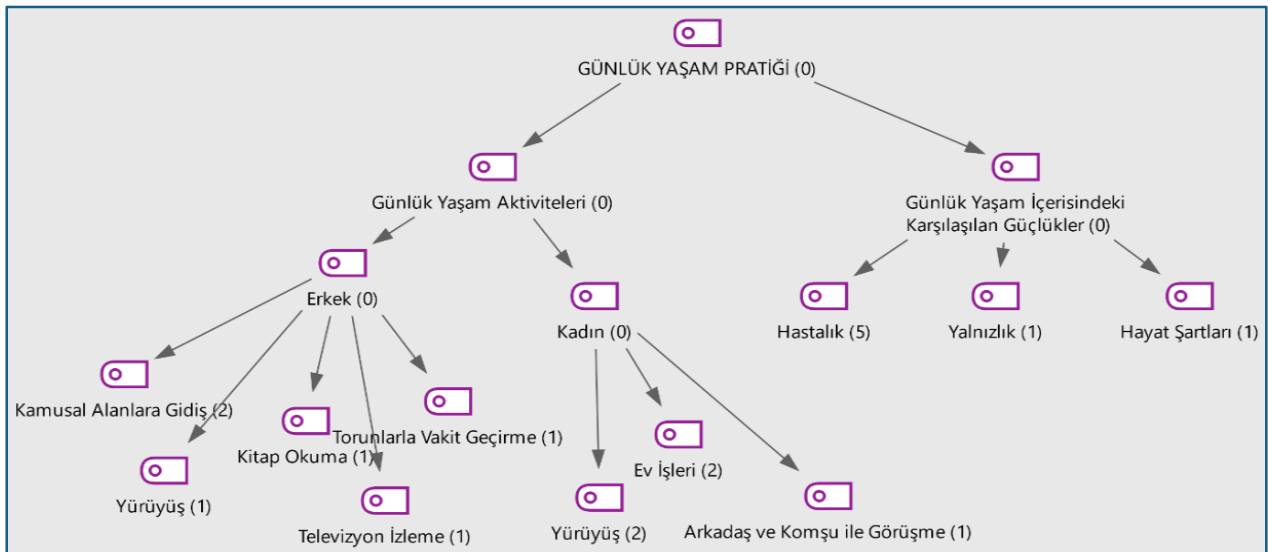 GÜNLÜK YAŞAM PRATİĞİ (0)
Günlük Yaşam Aktiviteleri (0)
Günlük Yaşam İçerisindeki
Karşılaşılan Güçlükler (0)
Erkek (0)
Kadın (0)
Hastalık (5)
Yalnızlık (1)
Hayat Şartları (1)
Kamusal Alanlara Gidiş (2)
Torunlarla Vakit Geçirme (1)
Kitap Okuma (1)
Ev İşleri (2)
Yürüyüş (1)
Televizyon İzleme (1)
Yürüyüş (2)
Arkadaş ve Komşu ile Görüşme (1)